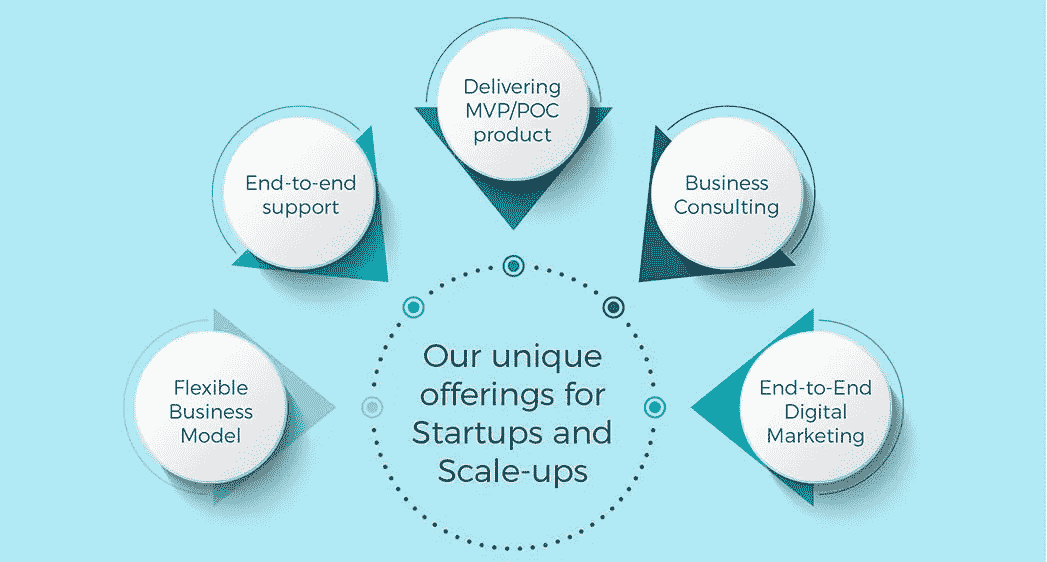 Delivering
MVP/POC
product
End-to-end
support
Business
Consulting
Flexible
Business
Model
Our unique
offerings for
Startups and
Scale-ups
End-to-End
Digital
Marketing